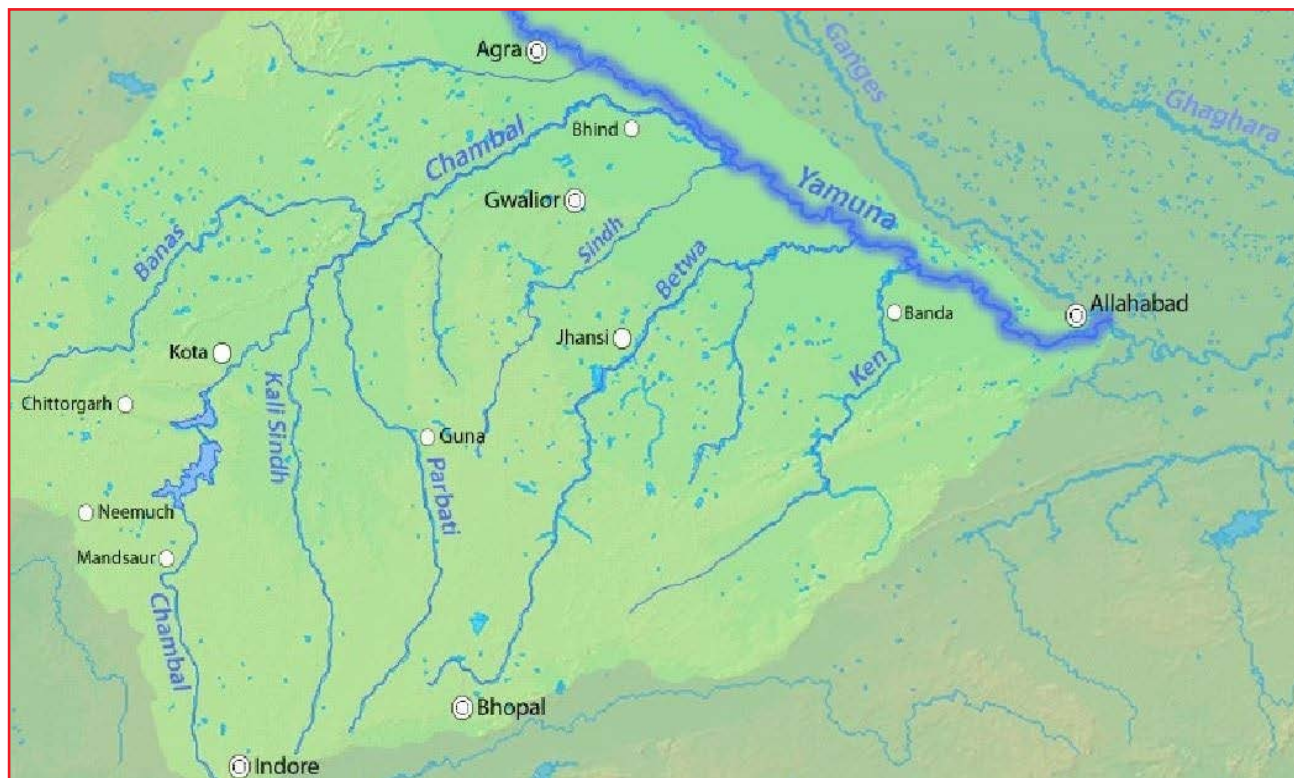 Agra
Ganges
Ghaghara
Bhind
Chambal
Gwalior
Yamuna
Banas
Sindh
Betwa
Allahabad
Banda
Jhansi
Kota
Ken
Chittorgarh
Kali Sindh
Guna
Parbati
Neemuch
Mandsaur
Chambal
Bhopal
Indore